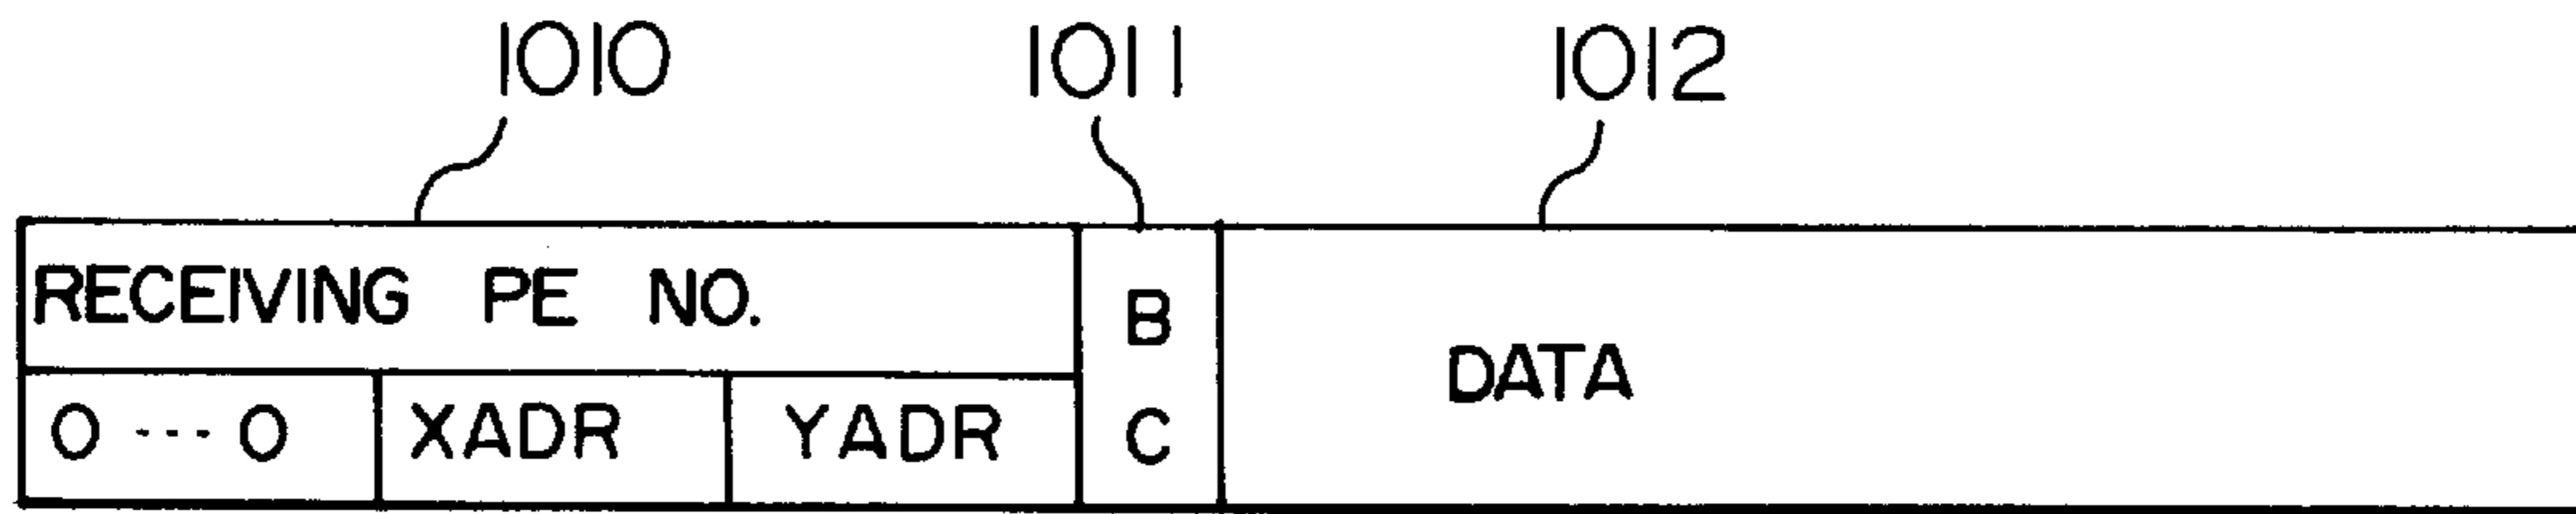 1010 1011 1012
RECEIVING PE NO.
B
C
DATA
0 --- 0 XADR YADR